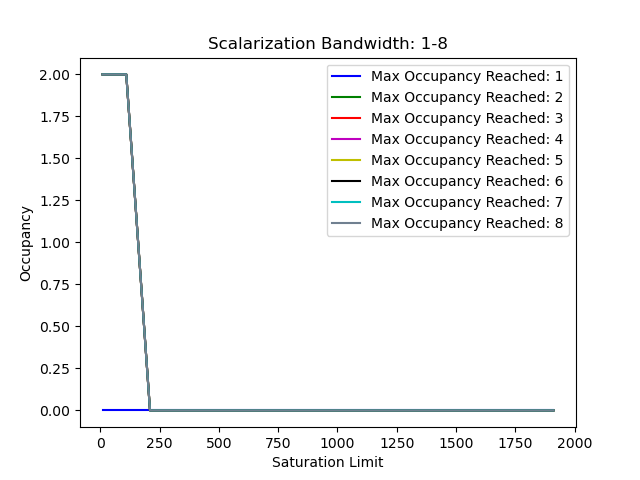 Scalarization Bandwidth: 1-8
Max Occupancy Reached: 1
Max Occupancy Reached: 2
Max Occupancy Reached: 3
Max Occupancy Reached: 4
Max Occupancy Reached: 5
Max Occupancy Reached: 6
Max Occupancy Reached: 7
Max Occupancy Reached: 8
Occupancy
2.00
1.75
1.50
1.25
1.00
0.75
0.50
0.25
0.00
0 250 500 750 1000 1250 1500 1750 2000
Saturation Limit